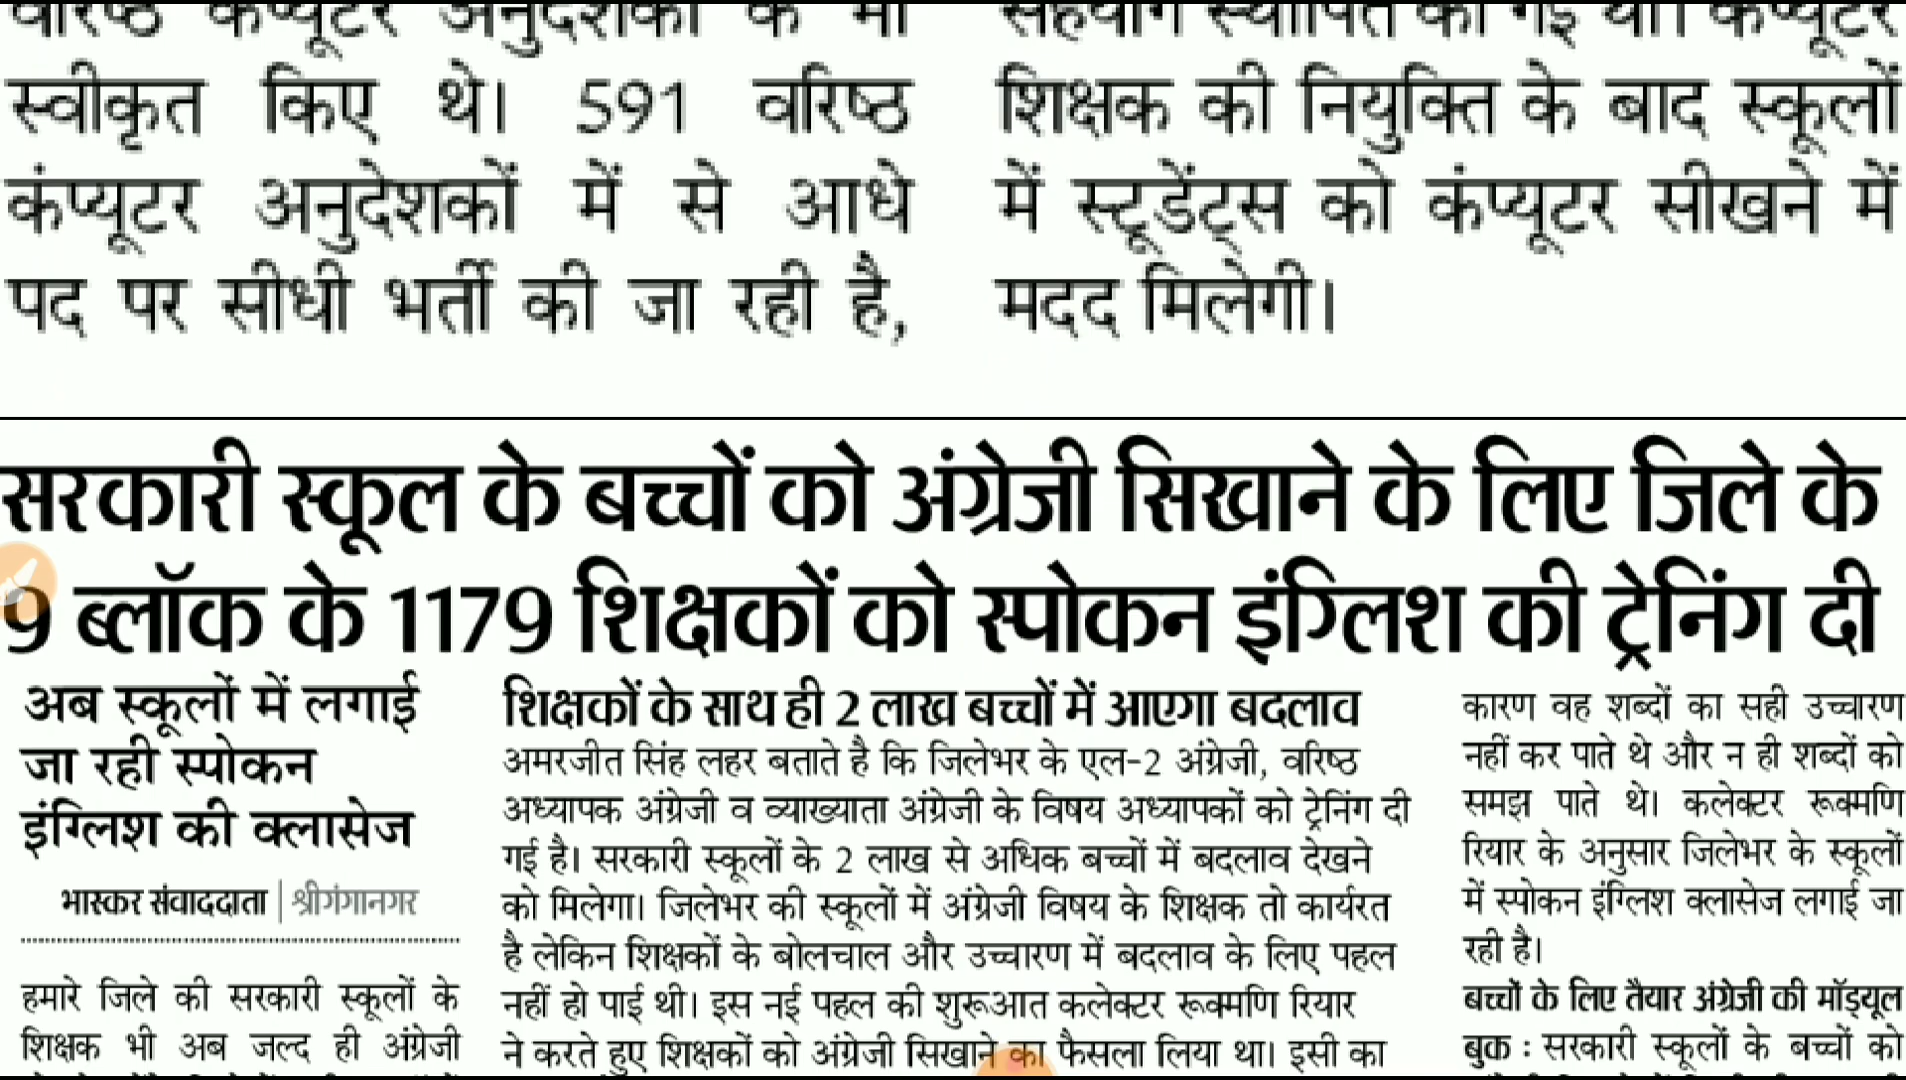 वरिष्ठ कंप्यूटर अनुदेशकों के भी
स्वीकृत किए थे। 591 वरिष्ठ
कंप्यूटर अनुदेशकों में से आधे
पद पर सीधी भर्ती की जा रही है,
कंप्यूटर
शिक्षक की नियुक्ति के बाद स्कूलों
में स्टूडेंट्स को कंप्यूटर सीखने में
मदद मिलेगी।
सरकारी स्कूल के बच्चों को अंग्रेजी सिखाने के लिए जिले के
9 ब्लॉक के 1179 शिक्षकों को स्पोकन इंग्लिश की ट्रेनिंग दी
अब स्कूलों में लगाई
जा रही स्पोकन
इंग्लिश की क्लासेज
भास्कर संवाददाता | श्रीगंगानगर
हमारे जिले की सरकारी स्कूलों के
शिक्षक भी अब जल्द ही अंग्रेजी
शिक्षकों के साथ ही 2 लाख बच्चों में आएगा बदलाव
अमरजीत सिंह लहर बताते है कि जिलेभर के एल-2 अंग्रेजी, वरिष्ठ
अध्यापक अंग्रेजी व व्याख्याता अंग्रेजी के विषय अध्यापकों को ट्रेनिंग दी
गई है। सरकारी स्कूलों के 2 लाख से अधिक बच्चों में बदलाव देखने
को मिलेगा। जिलेभर की स्कूलों में अंग्रेजी विषय के शिक्षक तो कार्यरत
है लेकिन शिक्षकों के बोलचाल और उच्चारण में बदलाव के लिए पहल
नहीं हो पाई थी। इस नई पहल की शुरूआत कलेक्टर रूक्मणि रियार
ने करते हुए शिक्षकों को अंग्रेजी सिखाने का फैसला लिया था। इसी का
कारण वह शब्दों का सही उच्चारण
नहीं कर पाते थे और न ही शब्दों को
समझ पाते थे। कलेक्टर रूक्मणि
रियार के अनुसार जिलेभर के स्कूलों
में स्पोकन इंग्लिश क्लासेज लगाई जा
रही है।
बच्चों के लिए तैयार अंग्रेजी की मॉड्यूल
बुक : सरकारी स्कूलों के बच्चों को